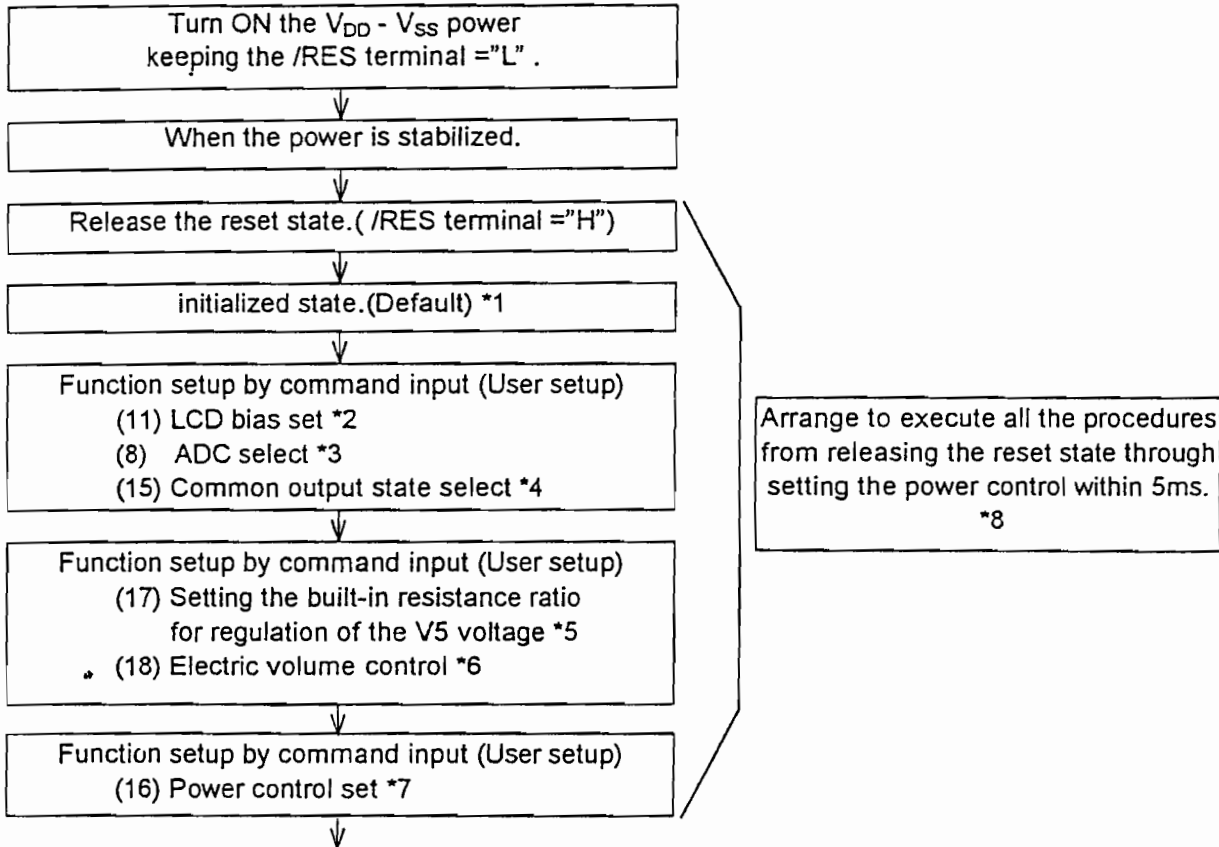 Turn ON the VDD - VSS power
keeping the /RES terminal ="L" .
When the power is stabilized.
Release the reset state.( /RES terminal ="H")
initialized state.(Default) *1
Function setup by command input (User setup)
(11) LCD bias set *2
(8) ADC select *3
(15) Common output state select *4
Function setup by command input (User setup)
(17) Setting the built-in resistance ratio
for regulation of the V5 voltage *5
(18) Electric volume control *6
Function setup by command input (User setup)
(16) Power control set *7
Arrange to execute all the procedures
from releasing the reset state through
setting the power control within 5ms.
*8